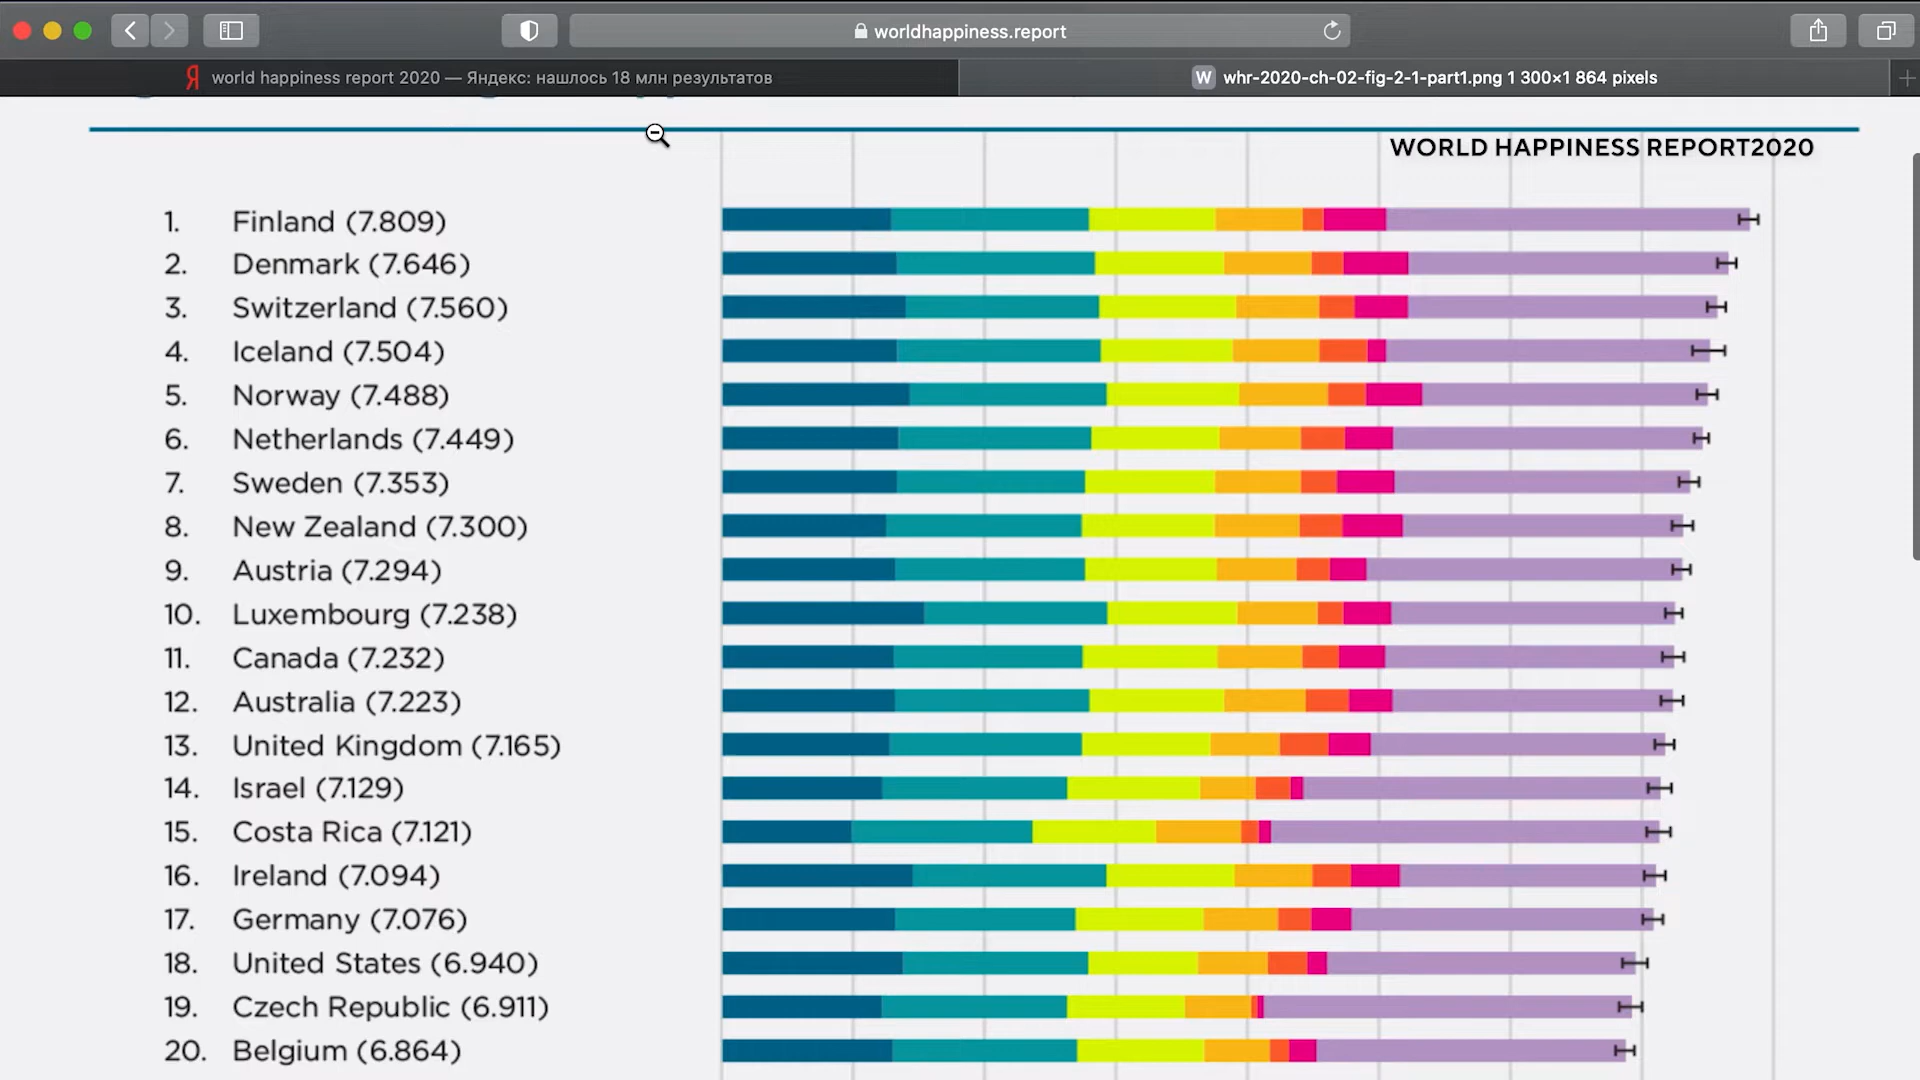 worldhappiness.report
Я world happiness report 2020 — Яндекс: нашлось 18 млн результатов
W whr-2020-ch-02-fig-2-1-part1.png 1 300×1 864 pixels
WORLD HAPPINESS REPORT2020
1. Finland (7.809)
2. Denmark (7.646)
3. Switzerland (7.560)
4. Iceland (7.504)
5. Norway (7.488)
6. Netherlands (7.449)
7. Sweden (7.353)
8. New Zealand (7.300)
9. Austria (7.294)
10. Luxembourg (7.238)
11. Canada (7.232)
12. Australia (7.223)
13. United Kingdom (7.165)
14. Israel (7.129)
15. Costa Rica (7.121)
16. Ireland (7.094)
17. Germany (7.076)
18. United States (6.940)
19. Czech Republic (6.911)
20. Belgium (6.864)